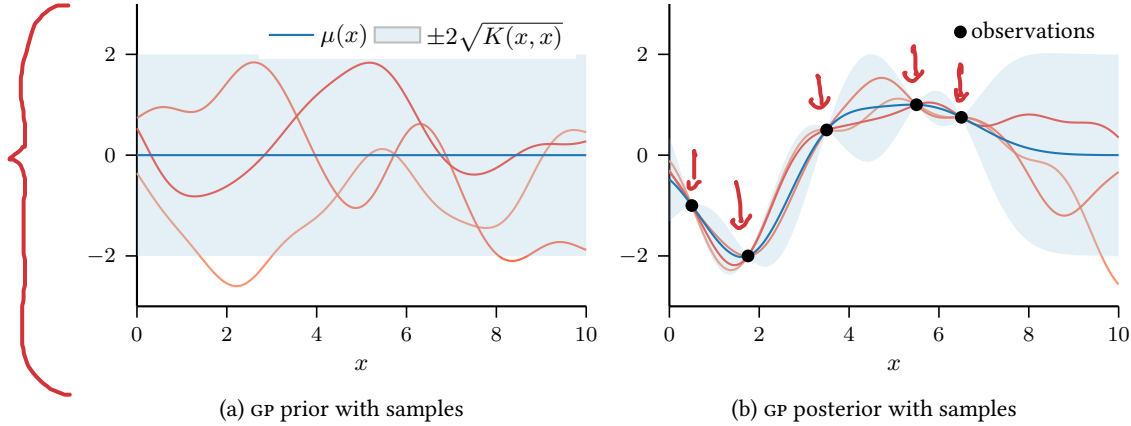 μ(x) ±2√K(x, x)
2
0
−2
0 2 4 6 8 10
x
(a) GP prior with samples
observations
2
0
−2
0 2 4 6 8 10
x
(b) GP posterior with samples